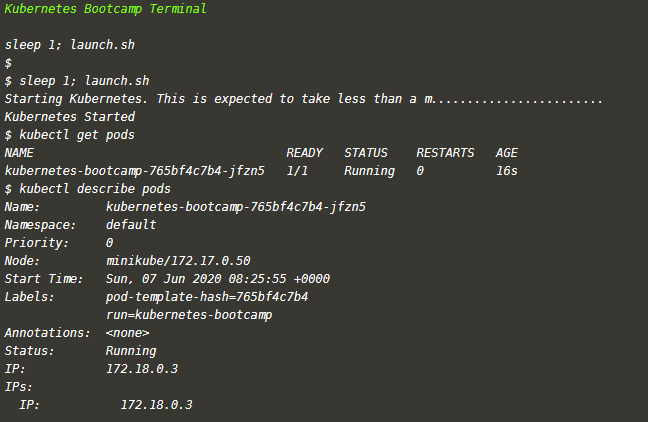 Kubernetes Bootcamp Terminal
sleep 1; launch.sh
$
$ sleep 1; launch.sh
Starting Kubernetes. This is expected to take less than a m........................
Kubernetes Started
$ kubectl get pods
NAME READY STATUS RESTARTS AGE
kubernetes-bootcamp-765bf4c7b4-jfzn5 1/1 Running 0 16s
$ kubectl describe pods
Name: kubernetes-bootcamp-765bf4c7b4-jfzn5
Namespace: default
Priority: 0
Node: minikube/172.17.0.50
Start Time: Sun, 07 Jun 2020 08:25:55 +0000
Labels: pod-template-hash=765bf4c7b4
run=kubernetes-bootcamp
Annotations: <none>
Status: Running
IP: 172.18.0.3
IPs:
IP: 172.18.0.3